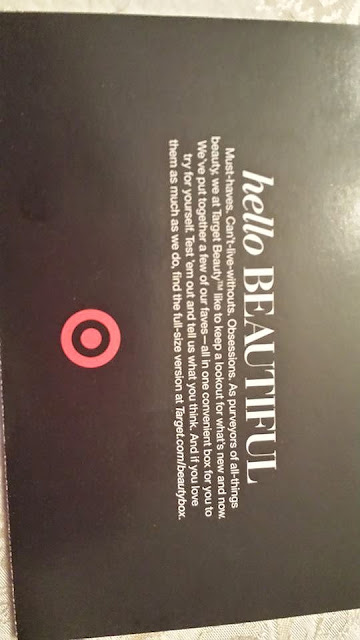 hello BEAUTIFUL
Must-haves. Can't-live-withouts. Obsessions. As purveyors of all-things
beauty, we at Target Beauty™ like to keep a lookout for what's new and now.
We've put together a few of our faves—all in one convenient box for you to
try for yourself. Test 'em out and tell us what you think. And if you love
them as much as we do, find the full-size version at Target.com/beautybox.